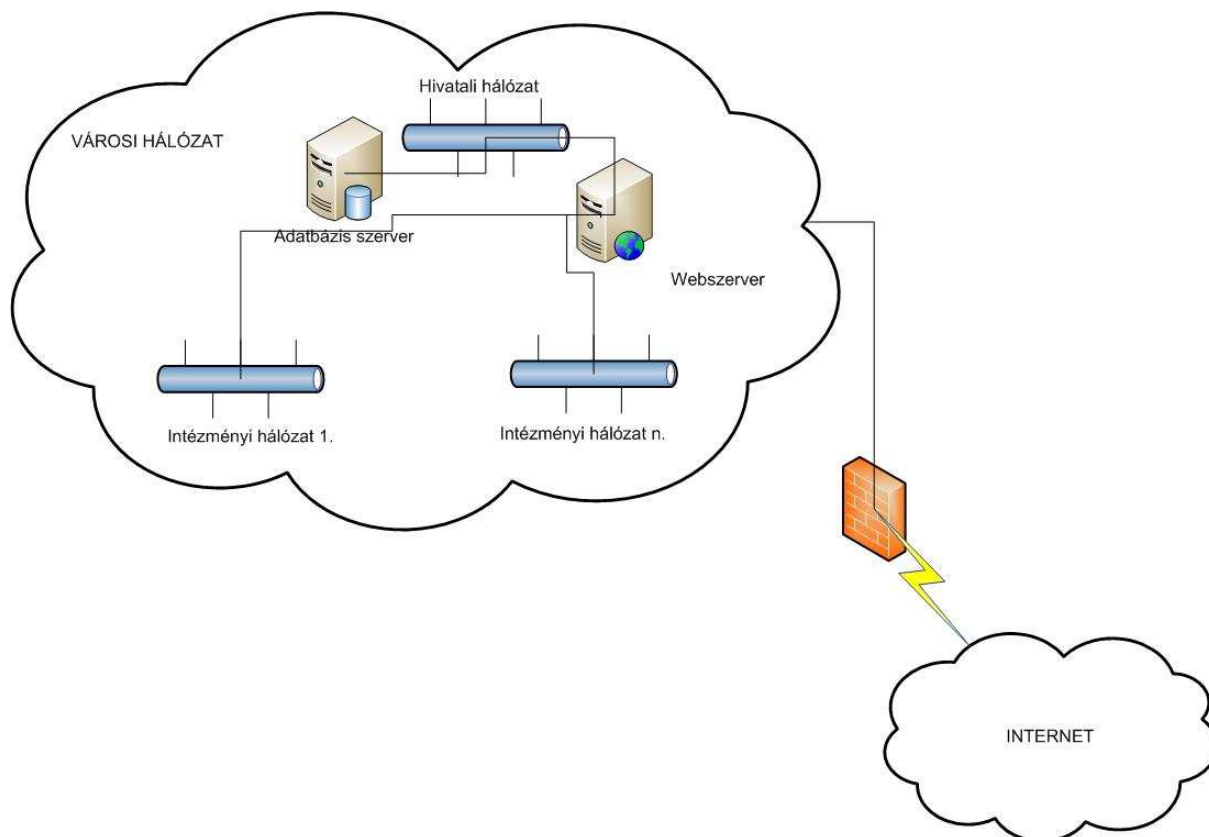 Hivatali hálózat
VÁROSI HÁLÓZAT
Adatbázis szerver
Webszerver
Intézményi hálózat 1.
Intézményi hálózat n.
INTERNET